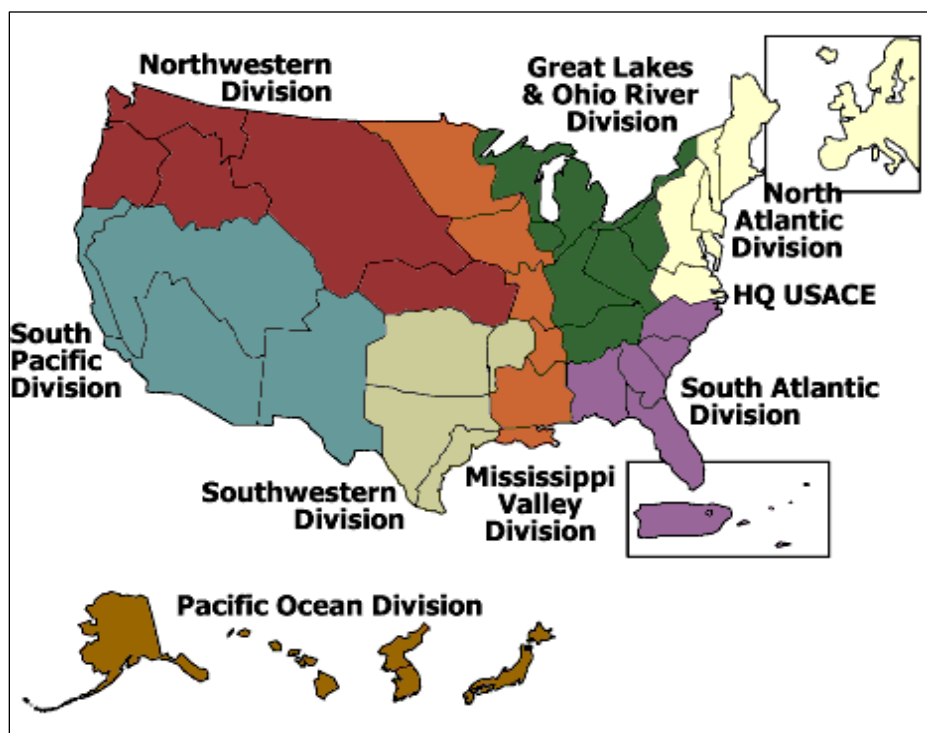 Northwestern
Division
Great Lakes
& Ohio River
Division
North
Atlantic
Division
HQ USACE
South
Pacific
Division
South Atlantic
Division
Southwestern
Division
Mississippi
Valley
Division
Pacific Ocean Division